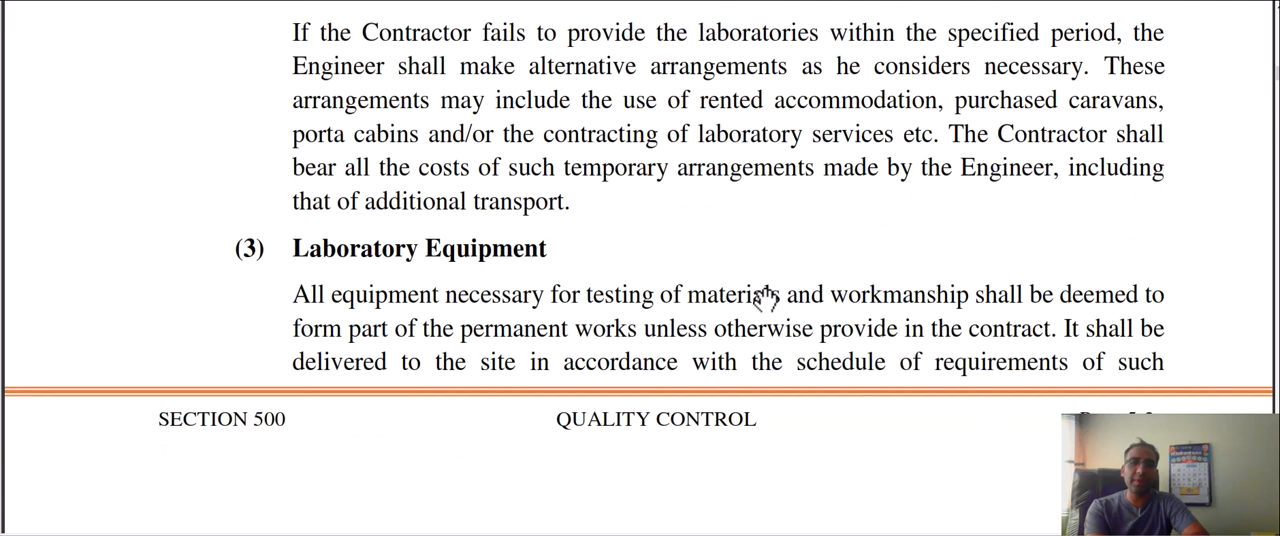 If the Contractor fails to provide the laboratories within the specified period, the
Engineer shall make alternative arrangements as he considers necessary. These
arrangements may include the use of rented accommodation, purchased caravans,
porta cabins and/or the contracting of laboratory services etc. The Contractor shall
bear all the costs of such temporary arrangements made by the Engineer, including
that of additional transport.
(3) Laboratory Equipment
All equipment necessary for testing of materials and workmanship shall be deemed to
form part of the permanent works unless otherwise provide in the contract. It shall be
delivered to the site in accordance with the schedule of requirements of such
SECTION 500 QUALITY CONTROL